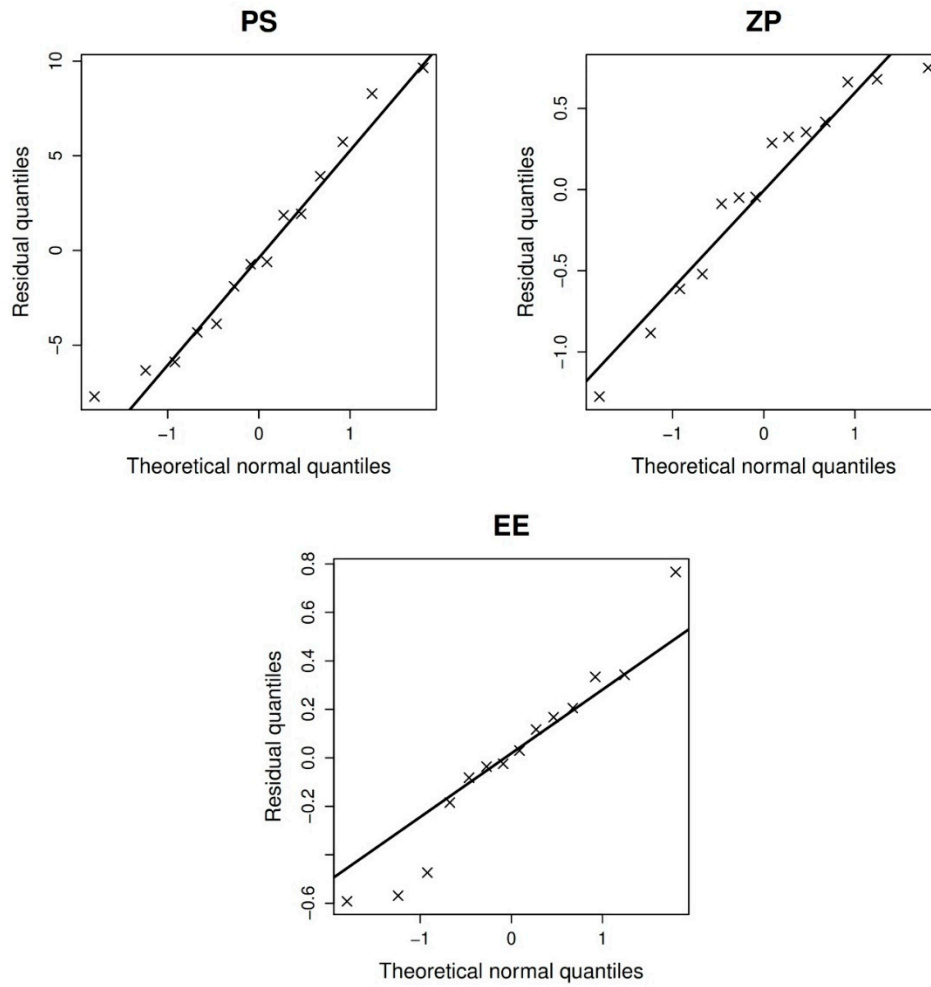 PS
10
5
0
−5
Residual quantiles
−1 0 1
Theoretical normal quantiles
ZP
0.5
0.0
−0.5
−1.0
Residual quantiles
−1 0 1
Theoretical normal quantiles
EE
0.8
0.6
0.4
0.2
0.0
−0.2
−0.6
Residual quantiles
−1 0 1
Theoretical normal quantiles